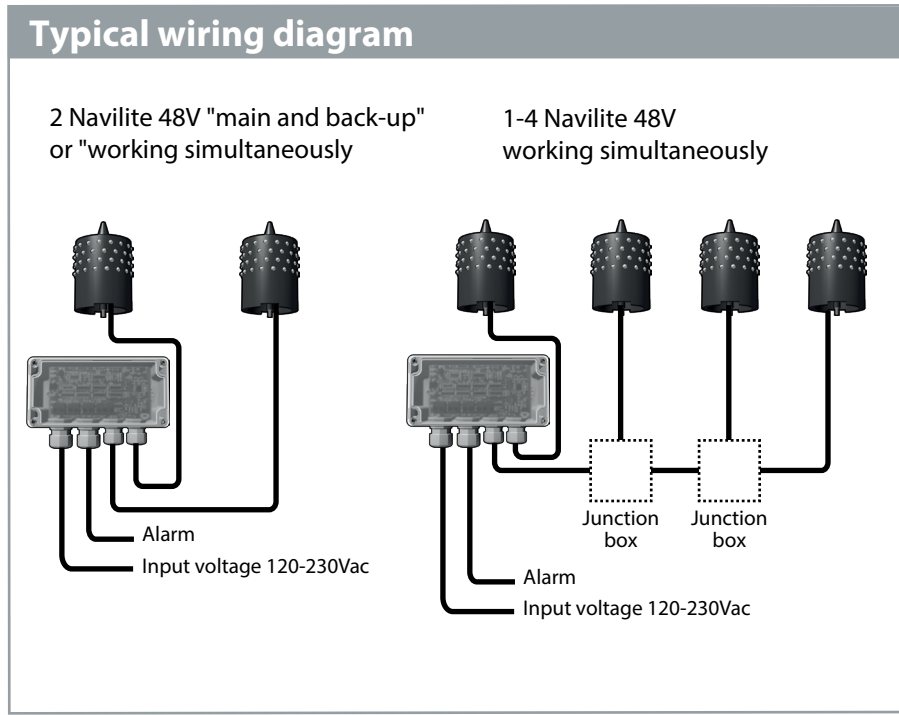 Typical wiring diagram
2 Navilite 48V "main and back-up"
or "working simultaneously
1-4 Navilite 48V
working simultaneously
Alarm
Input voltage 120-230Vac
Junction
box
Junction
box
Alarm
Input voltage 120-230Vac